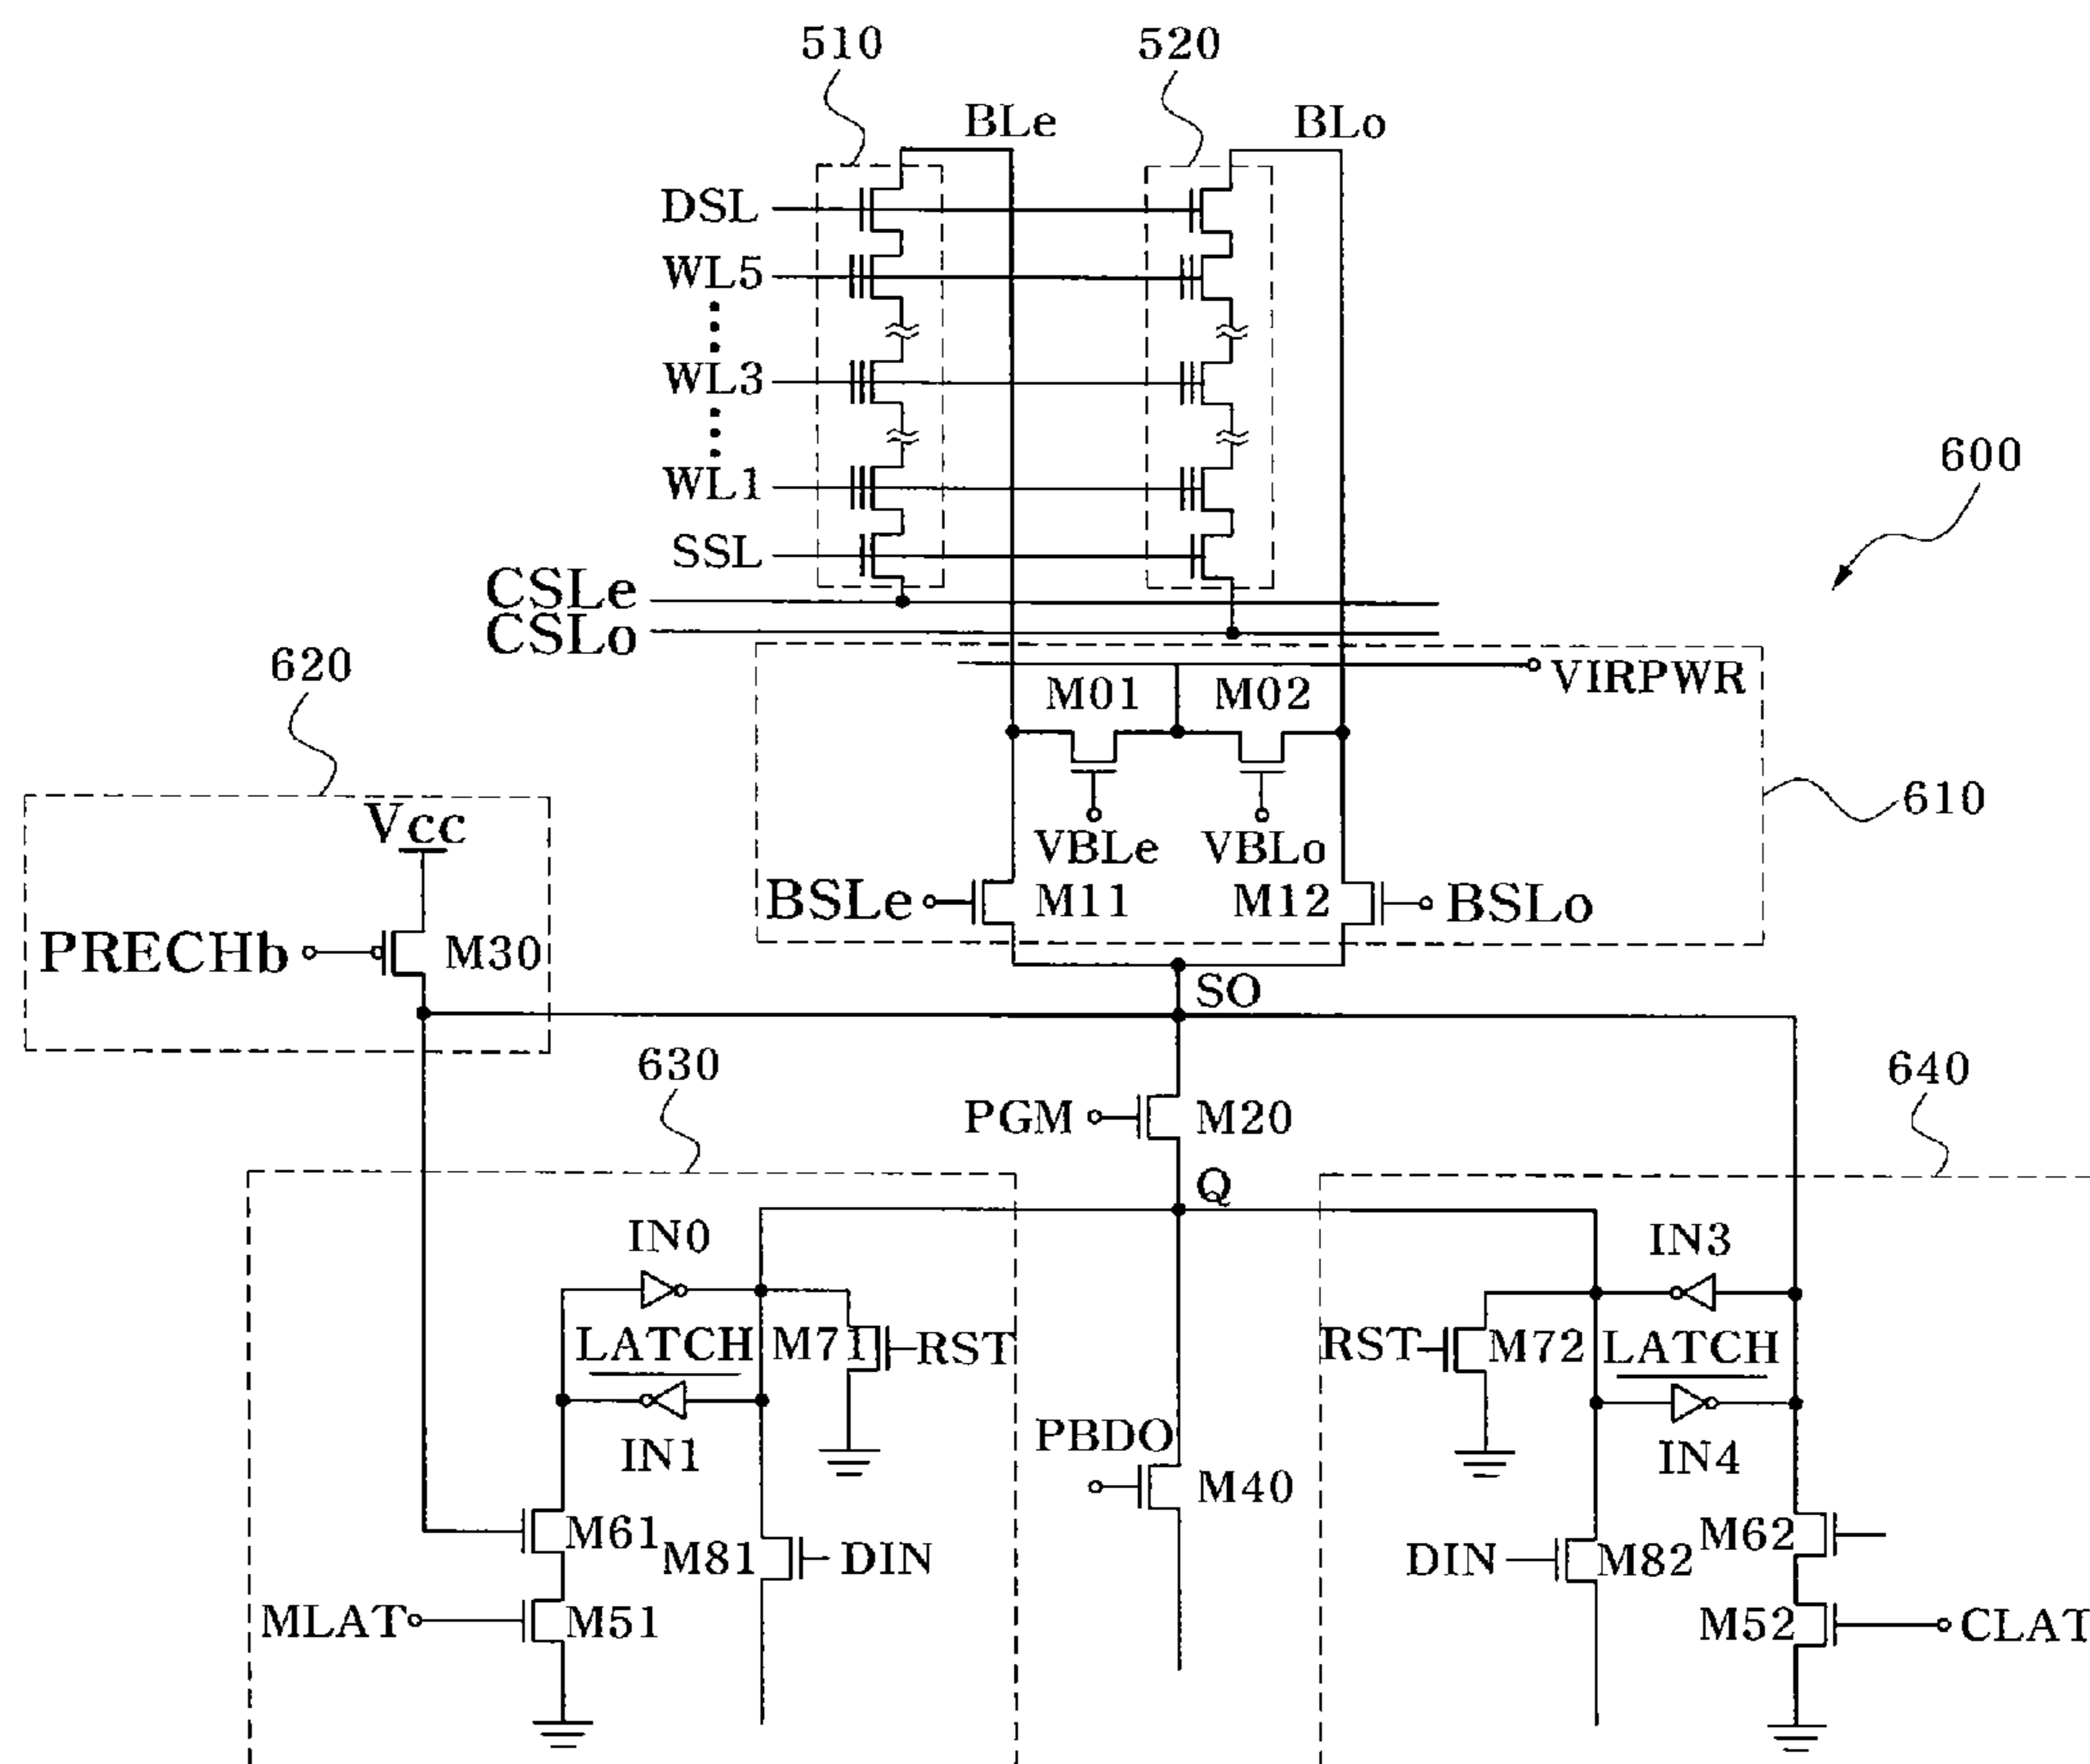 510
520
BLe
BLo
DSL
WL5
WL3
WL1
SSL
CSLe
CSLo
600
620
VIRPWR
M01
M02
610
Vcc
VBLe
VBLo
BSLe
M11
M12
BSLo
PRECHb
M30
SO
630
640
PGM
M20
Q
IN0
IN3
LATCH
M71
RST
RST
M72
LATCH
IN1
PBDO
IN4
M40
M61
M81
DIN
DIN
M82
M62
MLAT
M51
M52
CLAT